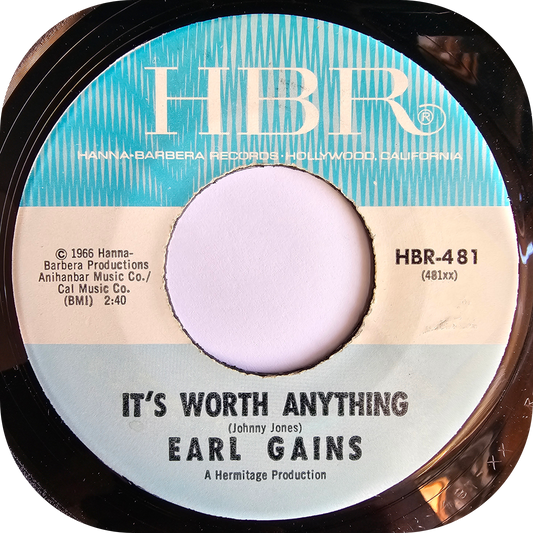 HBR®
HANNA-BARBERA RECORDS · HOLLYWOOD, CALIFORNIA
© 1966 Hanna-
Barbera Productions
Anihanbar Music Co./
Cal Music Co.
(BMI) 2:40
HBR-481
(481xx)
IT'S WORTH ANYTHING
(Johnny Jones)
EARL GAINS
A Hermitage Production